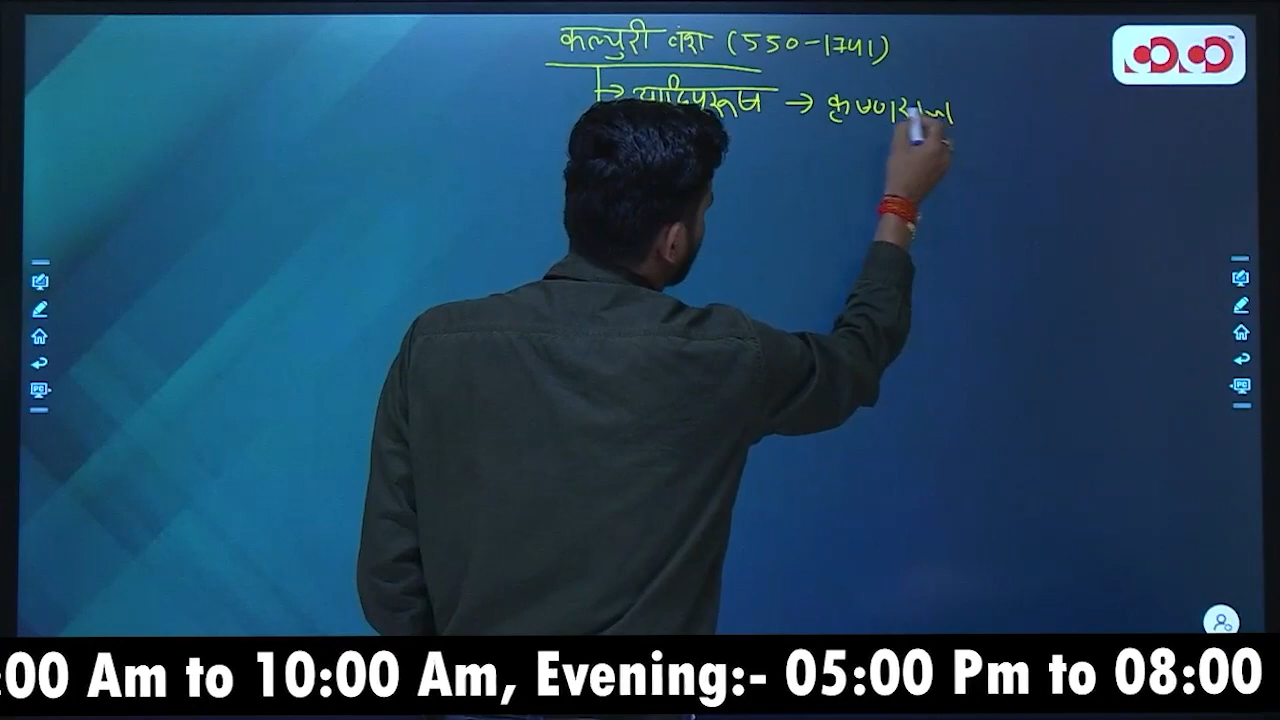 कल्चुरी वंश (550-1741)
→ आदिपुरूष → कृष्णराज
:00 Am to 10:00 Am, Evening:- 05:00 Pm to 08:00